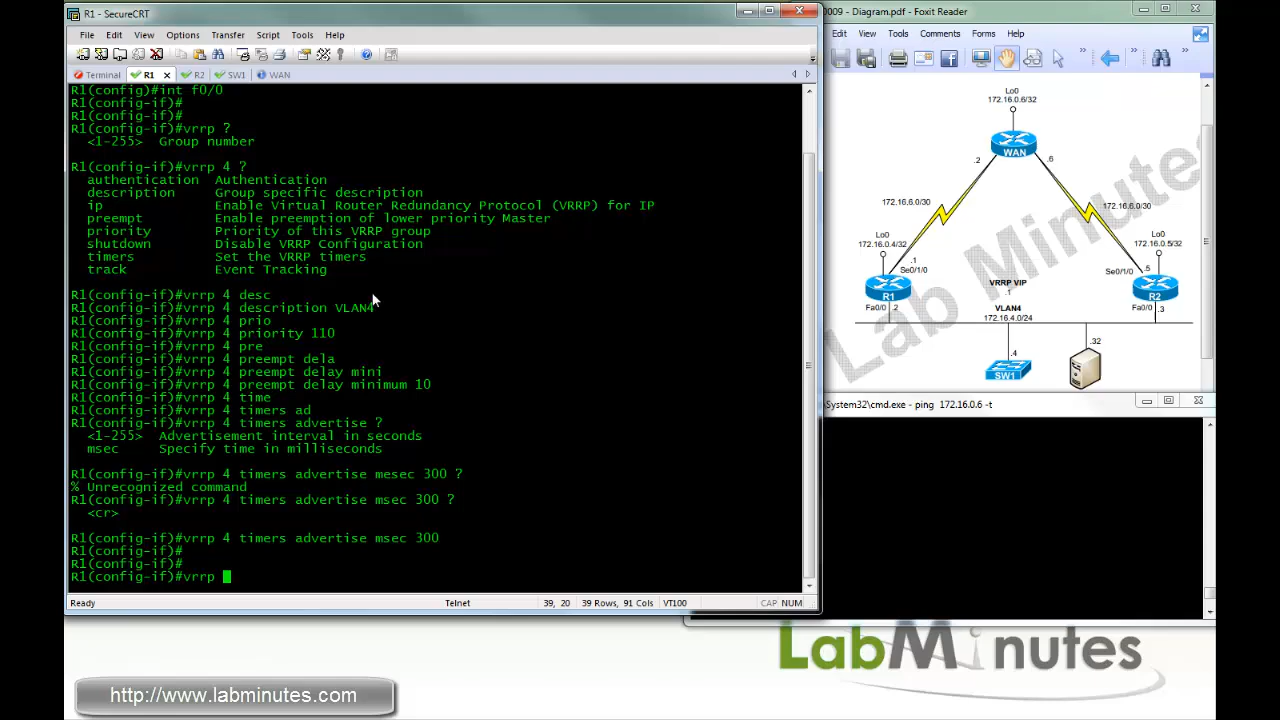 R1 - SecureCRT
File Edit View Options Transfer Script Tools Help
Terminal R1 R2 SW1 WAN
R1(config)#int f0/0
R1(config-if)#
R1(config-if)#
R1(config-if)#vrrp ?
<1-255> Group number
R1(config-if)#vrrp 4 ?
authentication Authentication
description Group specific description
ip Enable Virtual Router Redundancy Protocol (VRRP) for IP
preempt Enable preemption of lower priority Master
priority Priority of this VRRP group
shutdown Disable VRRP Configuration
timers Set the VRRP timers
track Event Tracking
R1(config-if)#vrrp 4 desc
R1(config-if)#vrrp 4 description VLAN4
R1(config-if)#vrrp 4 prio
R1(config-if)#vrrp 4 priority 110
R1(config-if)#vrrp 4 pre
R1(config-if)#vrrp 4 preempt dela
R1(config-if)#vrrp 4 preempt delay mini
R1(config-if)#vrrp 4 preempt delay minimum 10
R1(config-if)#vrrp 4 time
R1(config-if)#vrrp 4 timers ad
R1(config-if)#vrrp 4 timers advertise ?
<1-255> Advertisement interval in seconds
msec Specify time in milliseconds
R1(config-if)#vrrp 4 timers advertise mesec 300 ?
% Unrecognized command
R1(config-if)#vrrp 4 timers advertise msec 300 ?
<cr>
R1(config-if)#vrrp 4 timers advertise msec 300
R1(config-if)#
R1(config-if)#
R1(config-if)#vrrp
Ready Telnet 39, 20 39 Rows, 91 Cols VT100 CAP NUM
0009 - Diagram.pdf - Foxit Reader
Edit View Tools Comments Forms Help
Lo0
172.16.0.6/32
WAN
.2 .6
172.16.6.0/30 172.16.6.0/30
Lo0
172.16.0.4/32
Lo0
172.16.0.5/32
.1
Se0/1/0
Se0/1/0 .5
R1
VRRP VIP
.1
R2
Fa0/0 .2
VLAN4
172.16.4.0/24
Fa0/0 .3
.4
SW1
.32
Lab Minutes
System32\cmd.exe - ping 172.16.0.6 -t
LabMinutes
http://www.labminutes.com